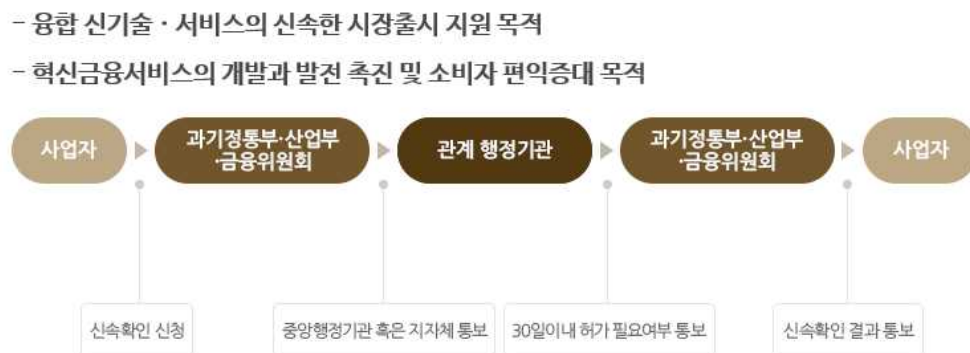 - 융합 신기술 · 서비스의 신속한 시장출시 지원 목적
- 혁신금융서비스의 개발과 발전 촉진 및 소비자 편익증대 목적
사업자
과기정통부·산업부
·금융위원회
관계 행정기관
과기정통부·산업부
·금융위원회
사업자
신속확인 신청
중앙행정기관 혹은 지자체 통보
30일이내 허가 필요여부 통보
신속확인 결과 통보